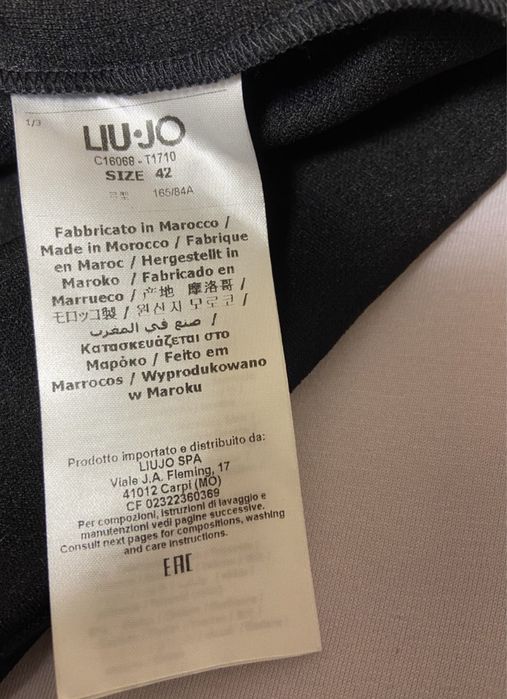 1/3
LIU·JO
C16068 - T1710
SIZE 42
号型 165/84A
Fabbricato in Marocco /
Made in Morocco / Fabrique
en Maroc / Hergestellt in
Maroko / Fabricado en
Marrueco / 产地 摩洛哥 /
モロッコ製 / 원산지 모로코 /
صنع في المغرب /
Κατασκευάζεται στο
Μαρόκο / Feito em
Marrocos / Wyprodukowano
w Maroku
Prodotto importato e distribuito da:
LIUJO SPA
Viale J.A. Fleming, 17
41012 Carpi (MO)
CF 02322360369
Per compozioni, istruzioni di lavaggio e
manutenzioni vedi pagine successive.
Consult next pages for compositions, washing
and care instructions.
EAC